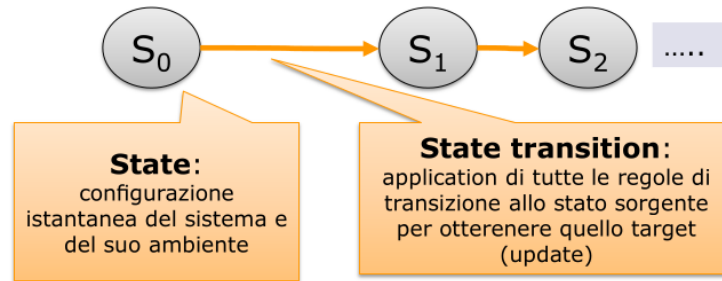 S₀ S₁ S₂ …..
State:
configurazione
istantanea del sistema e
del suo ambiente
State transition:
application di tutte le regole di
transizione allo stato sorgente
per otterenere quello target
(update)